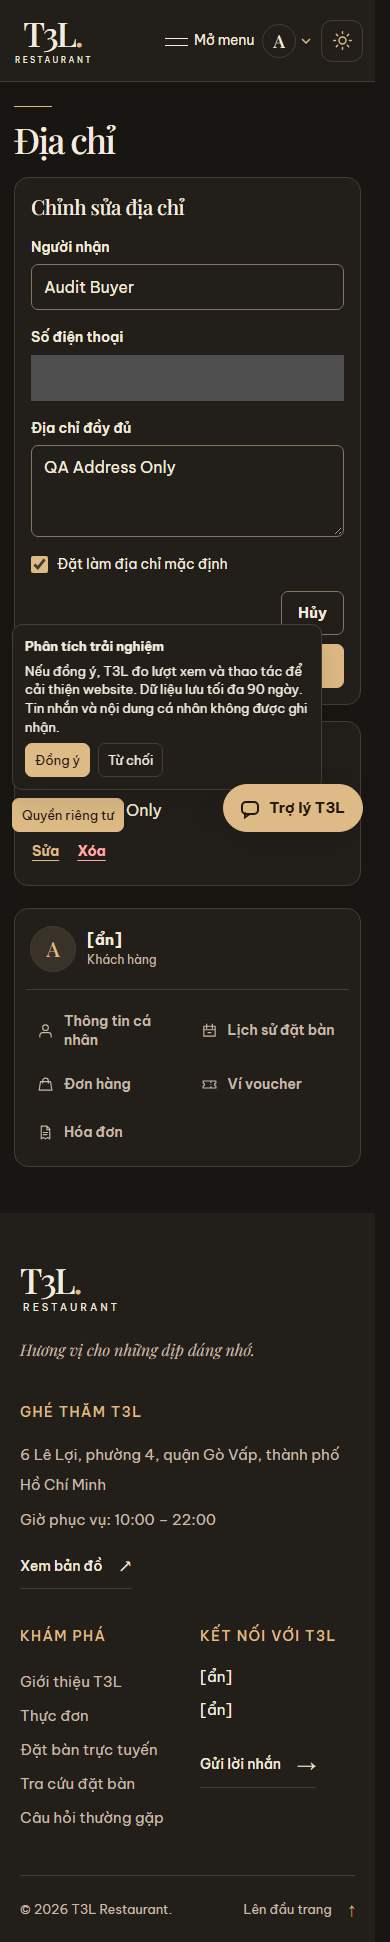 T3L.
RESTAURANT
Mở menu
A
Địa chỉ
Chỉnh sửa địa chỉ
Người nhận
Audit Buyer
Số điện thoại
Địa chỉ đầy đủ
QA Address Only
Đặt làm địa chỉ mặc định
Hủy
Phân tích trải nghiệm
Nếu đồng ý, T3L đo lượt xem và thao tác để
cải thiện website. Dữ liệu lưu tối đa 90 ngày.
Tin nhắn và nội dung cá nhân không được ghi
nhận.
Đồng ý
Từ chối
Trợ lý T3L
Quyền riêng tư
Only
Sửa
Xóa
A
[ẩn]
Khách hàng
Thông tin cá
nhân
Lịch sử đặt bàn
Đơn hàng
Ví voucher
Hóa đơn
T3L.
RESTAURANT
Hương vị cho những dịp đáng nhớ.
GHÉ THĂM T3L
6 Lê Lợi, phường 4, quận Gò Vấp, thành phố
Hồ Chí Minh
Giờ phục vụ: 10:00 – 22:00
Xem bản đồ ↗
KHÁM PHÁ
Giới thiệu T3L
Thực đơn
Đặt bàn trực tuyến
Tra cứu đặt bàn
Câu hỏi thường gặp
KẾT NỐI VỚI T3L
[ẩn]
[ẩn]
Gửi lời nhắn →
© 2026 T3L Restaurant.
Lên đầu trang ↑